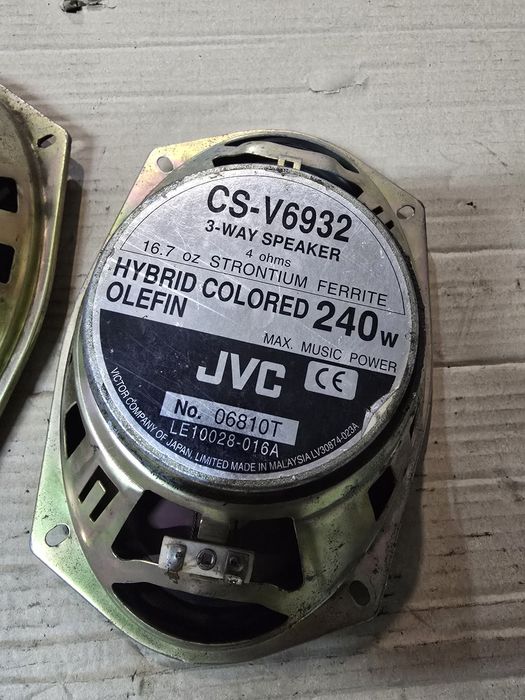 CS-V6932
3-WAY SPEAKER
4 ohms
16.7 oz STRONTIUM FERRITE
HYBRID COLORED 240W
OLEFIN
MAX. MUSIC POWER
JVC CE
No. 06810T
LE10028-016A
VICTOR COMPANY OF JAPAN, LIMITED MADE IN MALAYSIA LV30874-023A